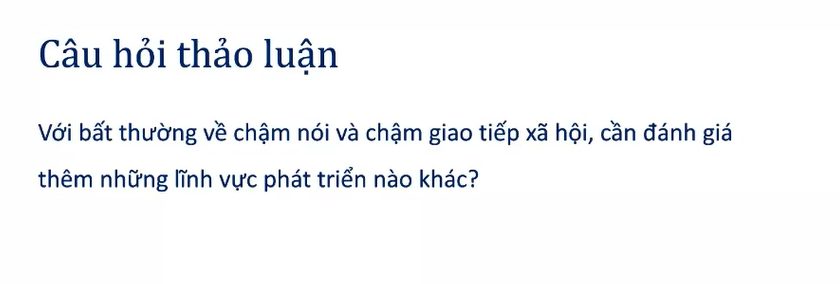 Câu hỏi thảo luận
Với bất thường về chậm nói và chậm giao tiếp xã hội, cần đánh giá
thêm những lĩnh vực phát triển nào khác?